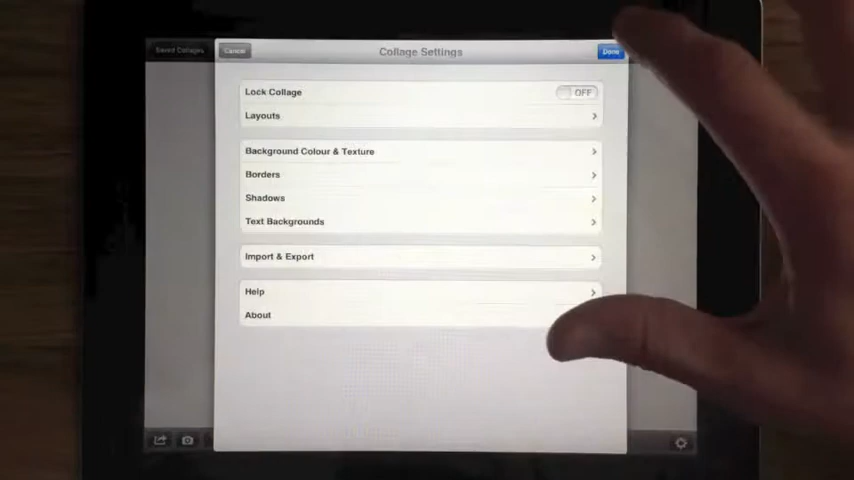 Saved Collages
Cancel
Collage Settings
Done
Lock Collage
OFF
Layouts
Background Colour & Texture
Borders
Shadows
Text Backgrounds
Import & Export
Help
About